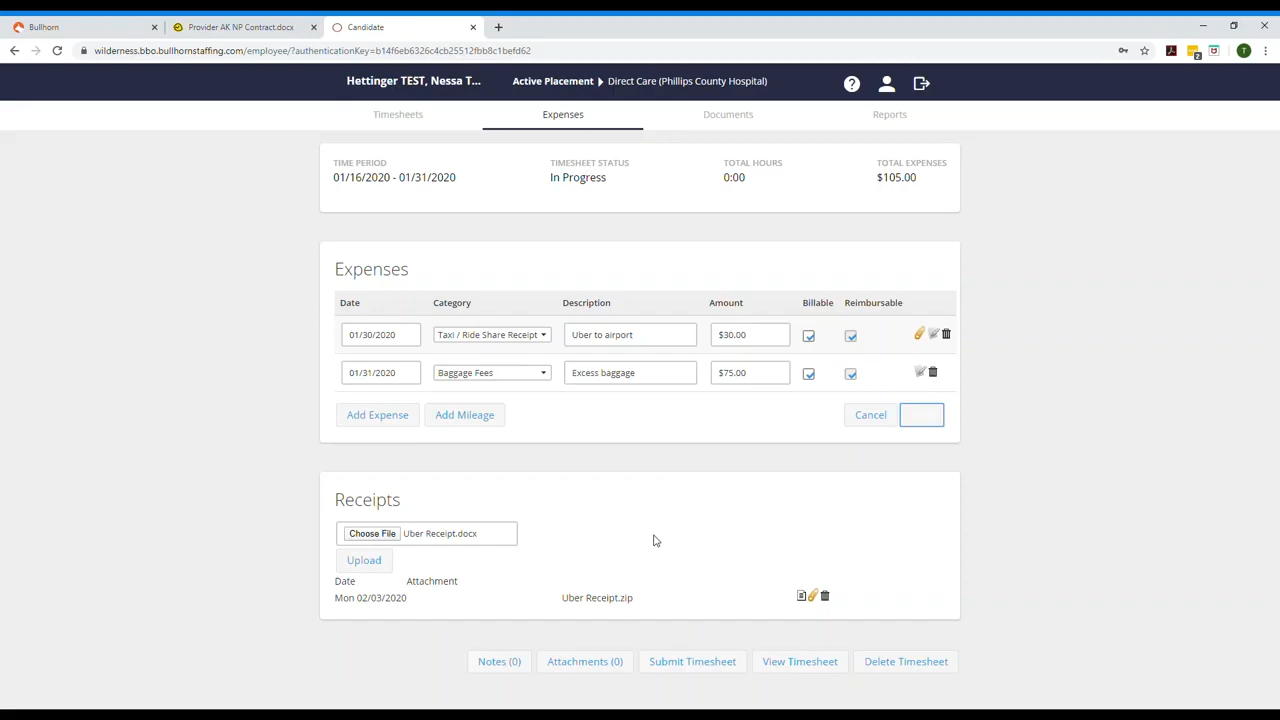 Bullhorn
Provider AK NP Contract.docx
Candidate
wilderness.bbo.bullhornstaffing.com/employee/?authenticationKey=b14f6eb6326c4cb25512fbb8c1befd62
2
T
Hettinger TEST, Nessa T...
Active Placement
Direct Care (Phillips County Hospital)
Timesheets
Expenses
Documents
Reports
TIME PERIOD
TIMESHEET STATUS
TOTAL HOURS
TOTAL EXPENSES
01/16/2020 - 01/31/2020
In Progress
0:00
$105.00
Expenses
Date
Category
Description
Amount
Billable
Reimbursable
01/30/2020
Taxi / Ride Share Receipt
Uber to airport
$30.00
01/31/2020
Baggage Fees
Excess baggage
$75.00
Add Expense
Add Mileage
Cancel
Receipts
Choose File
Uber Receipt.docx
Upload
Date
Attachment
Mon 02/03/2020
Uber Receipt.zip
Notes (0)
Attachments (0)
Submit Timesheet
View Timesheet
Delete Timesheet